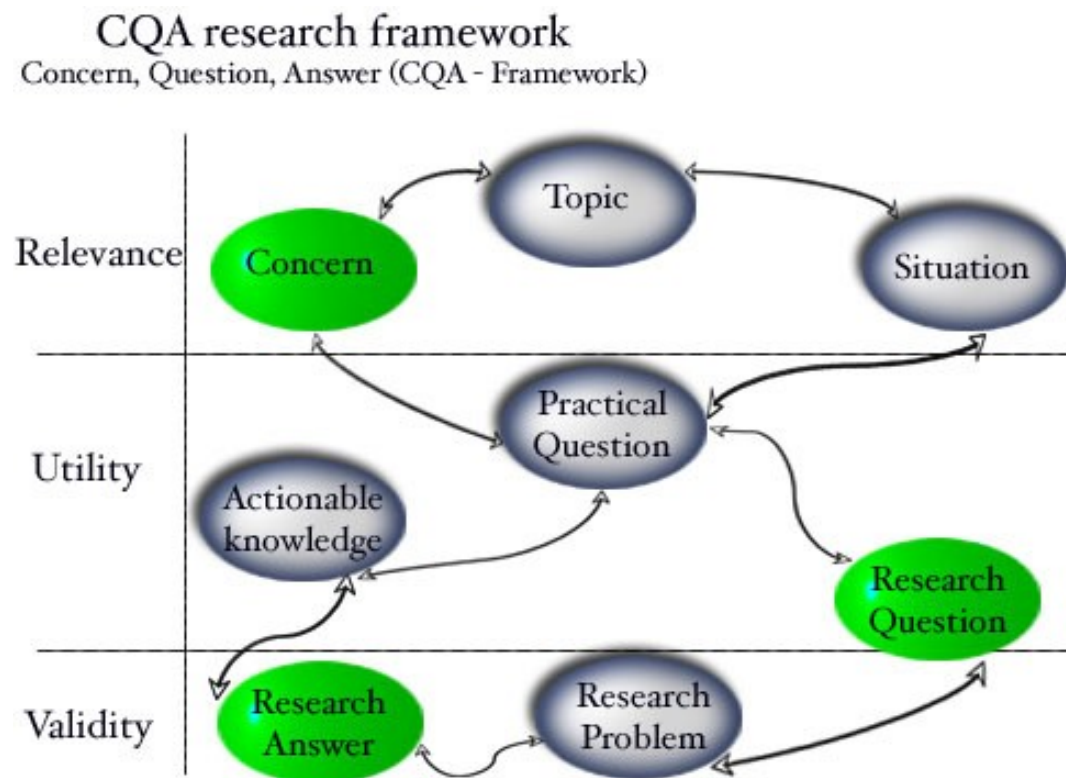 CQA research framework
Concern, Question, Answer (CQA - Framework)
Topic
Relevance
Concern
Situation
Practical
Question
Utility
Actionable
knowledge
Research
Question
Research
Answer
Research
Problem
Validity